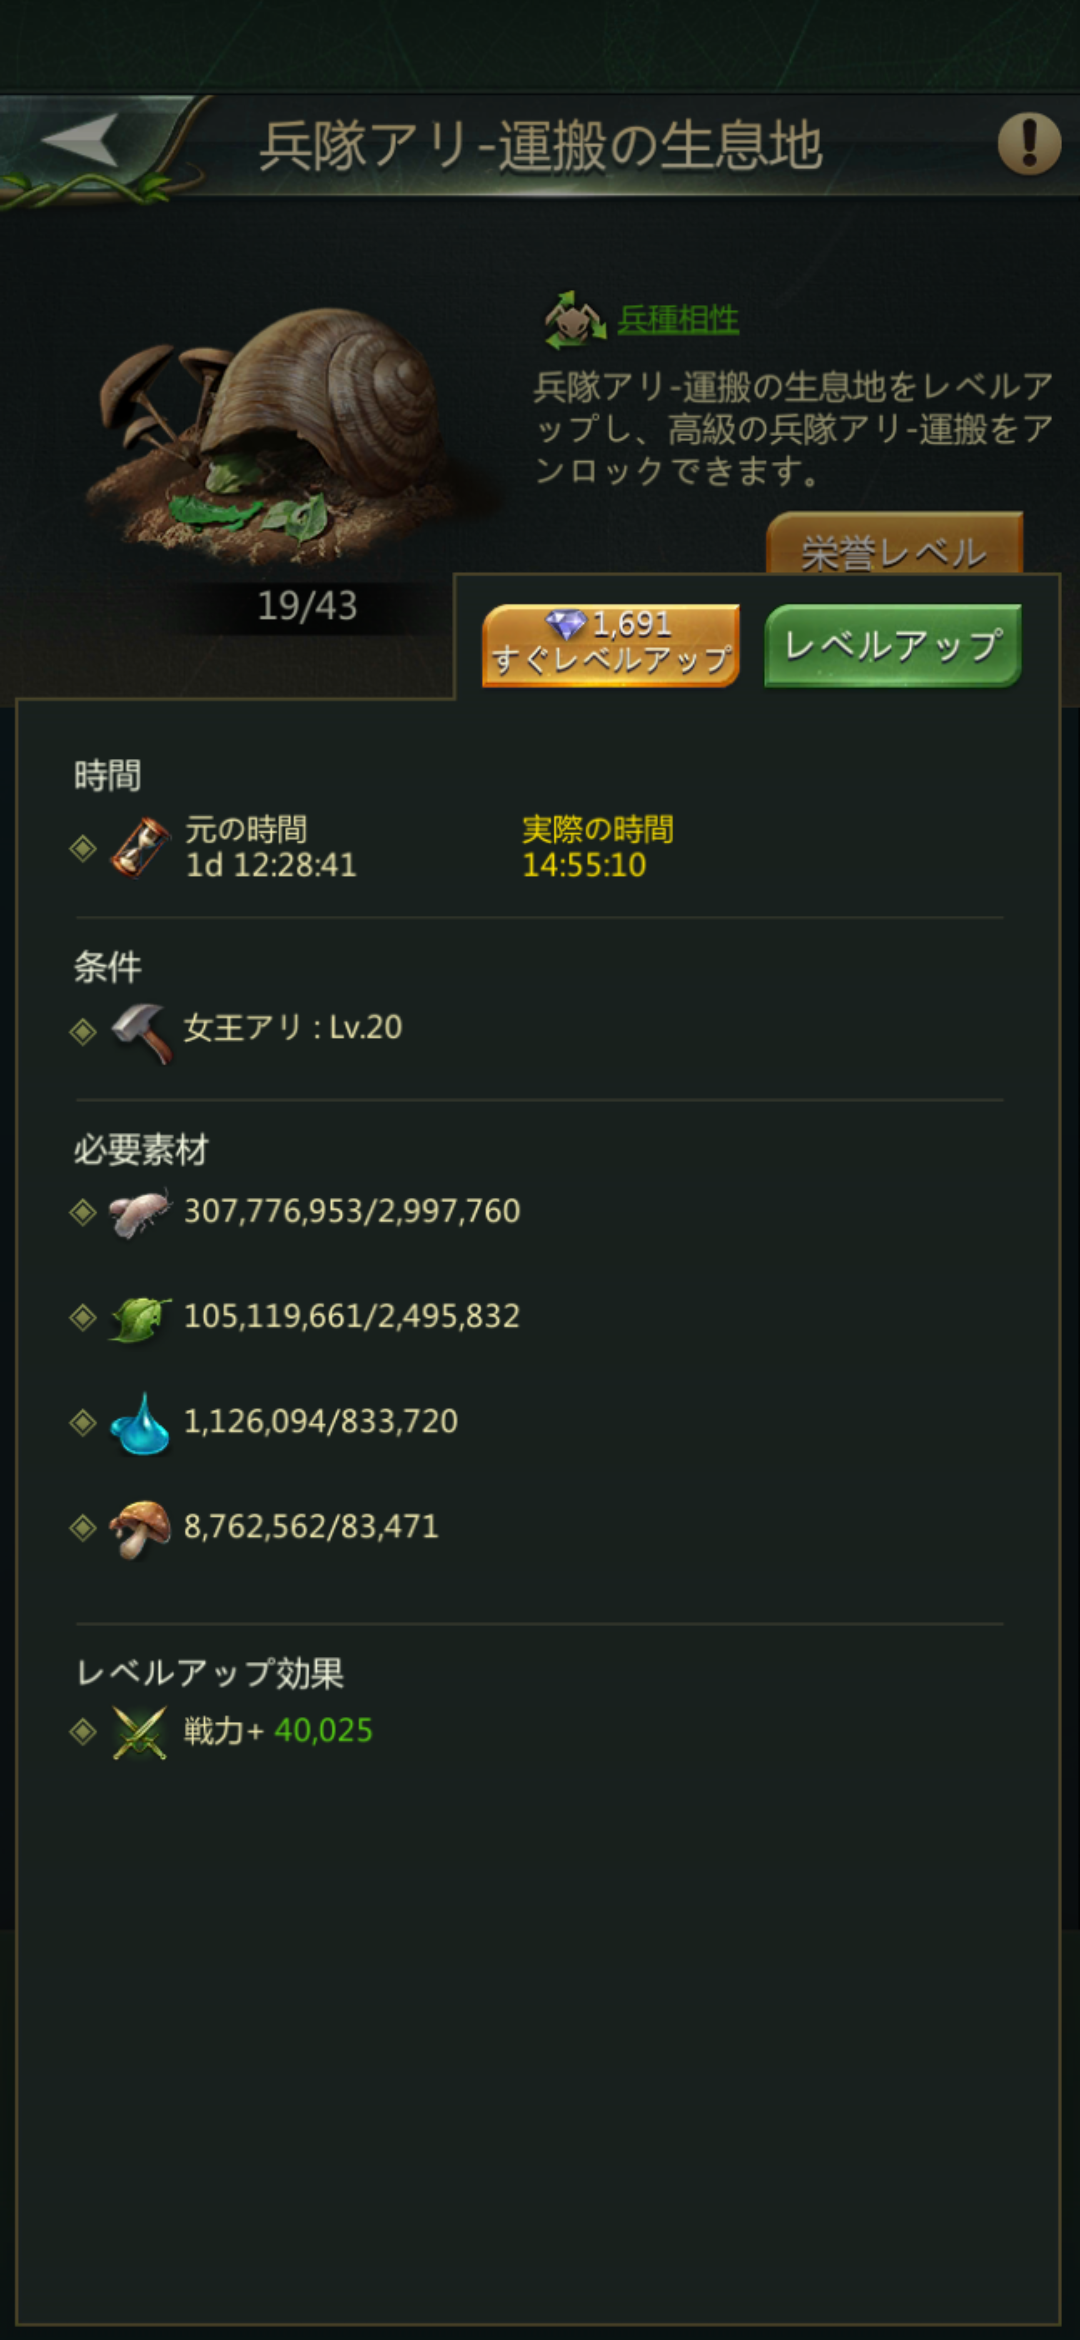 兵隊アリ-運搬の生息地
兵種相性
兵隊アリ-運搬の生息地をレベルア
ップし、高級の兵隊アリ-運搬をア
ンロックできます。
栄誉レベル
19/43
1,691
すぐレベルアップ
レベルアップ
時間
元の時間
1d 12:28:41
実際の時間
14:55:10
条件
女王アリ : Lv.20
必要素材
307,776,953/2,997,760
105,119,661/2,495,832
1,126,094/833,720
8,762,562/83,471
レベルアップ効果
戦力+ 40,025